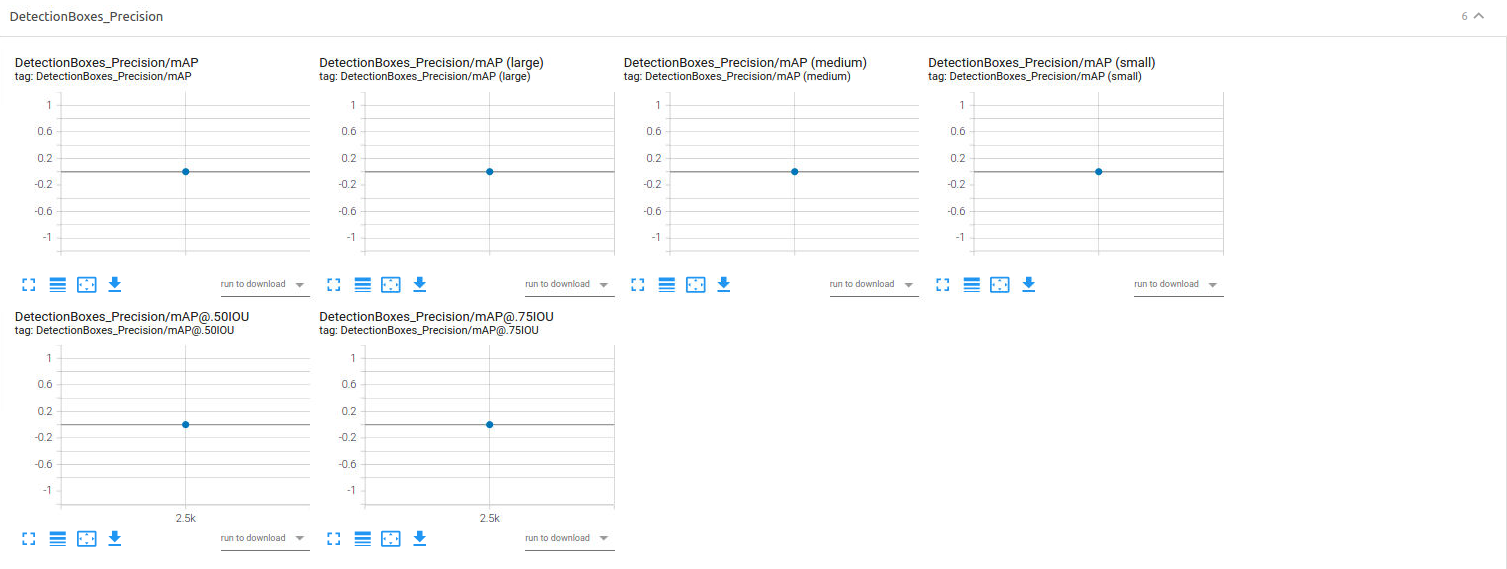 DetectionBoxes_Precision
6
DetectionBoxes_Precision/mAP
tag: DetectionBoxes_Precision/mAP
1
0.6
0.2
-0.2
-0.6
-1
run to download
DetectionBoxes_Precision/mAP (large)
tag: DetectionBoxes_Precision/mAP (large)
1
0.6
0.2
-0.2
-0.6
-1
run to download
DetectionBoxes_Precision/mAP (medium)
tag: DetectionBoxes_Precision/mAP (medium)
1
0.6
0.2
-0.2
-0.6
-1
run to download
DetectionBoxes_Precision/mAP (small)
tag: DetectionBoxes_Precision/mAP (small)
1
0.6
0.2
-0.2
-0.6
-1
run to download
DetectionBoxes_Precision/mAP@.50IOU
tag: DetectionBoxes_Precision/mAP@.50IOU
1
0.6
0.2
-0.2
-0.6
-1
2.5k
run to download
DetectionBoxes_Precision/mAP@.75IOU
tag: DetectionBoxes_Precision/mAP@.75IOU
1
0.6
0.2
-0.2
-0.6
-1
2.5k
run to download